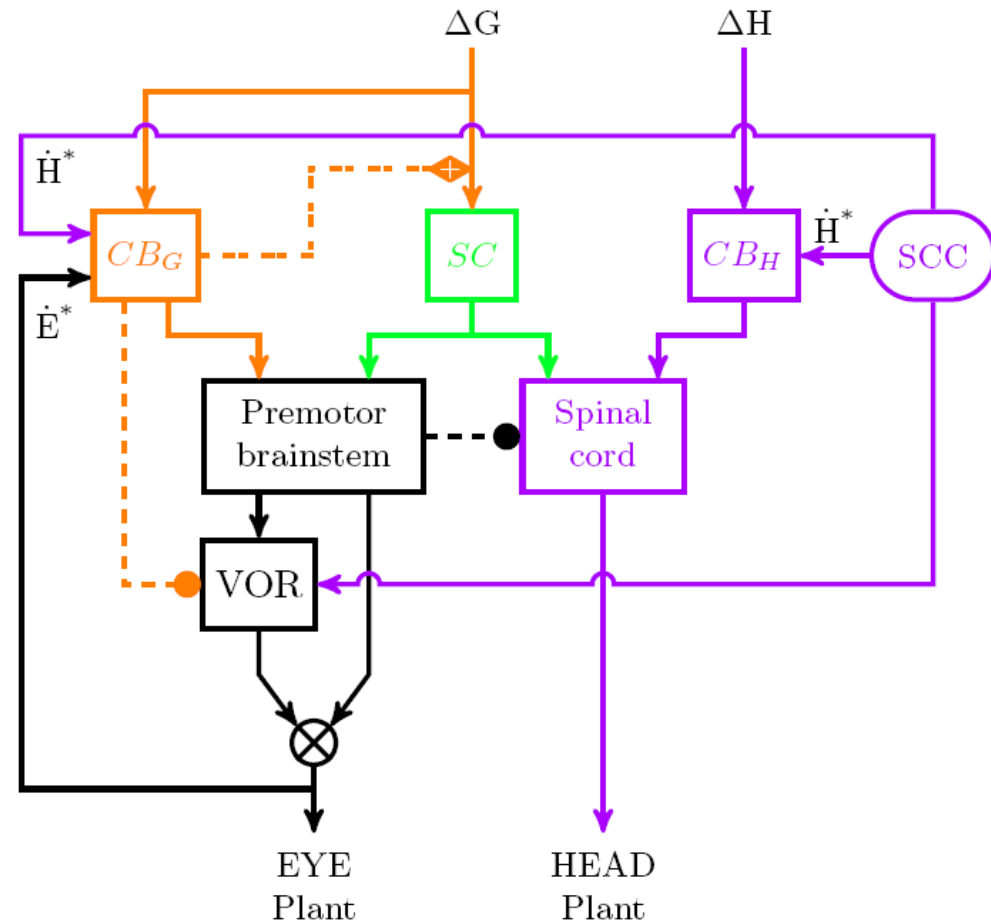 ΔG
ΔH
Ḣ*
CB_G
+
SC
CB_H
Ḣ*
SCC
Ė*
Premotor
brainstem
Spinal
cord
VOR
EYE
Plant
HEAD
Plant